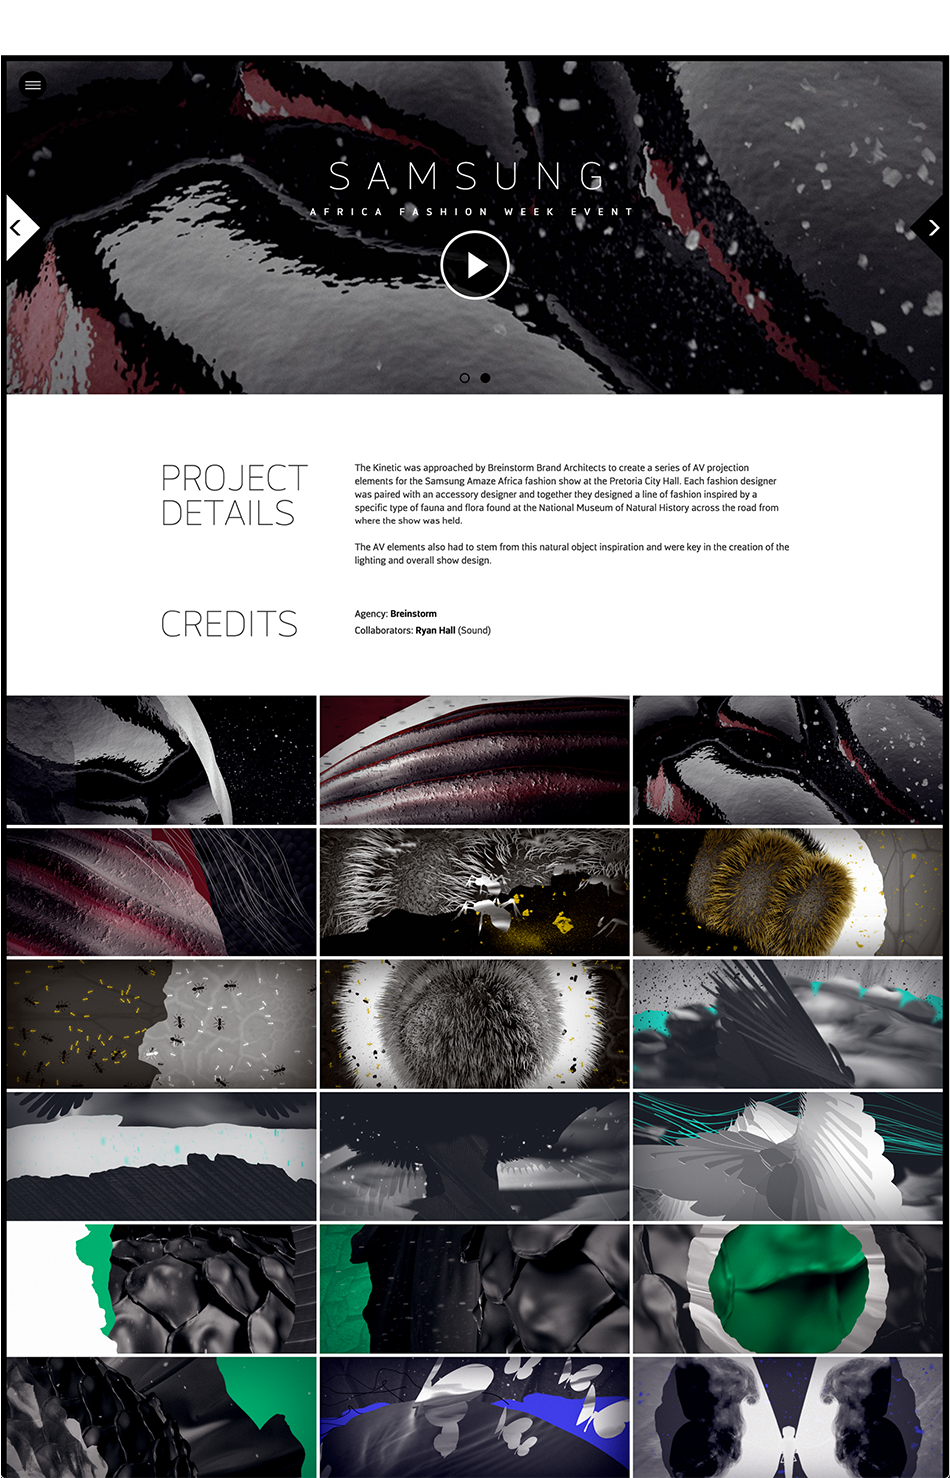 SAMSUNG
AFRICA FASHION WEEK EVENT
PROJECT
DETAILS
The Kinetic was approached by Breinstorm Brand Architects to create a series of AV projection
elements for the Samsung Amaze Africa fashion show at the Pretoria City Hall. Each fashion designer
was paired with an accessory designer and together they designed a line of fashion inspired by a
specific type of fauna and flora found at the National Museum of Natural History across the road from
where the show was held.
The AV elements also had to stem from this natural object inspiration and were key in the creation of the
lighting and overall show design.
CREDITS
Agency: Breinstorm
Collaborators: Ryan Hall (Sound)